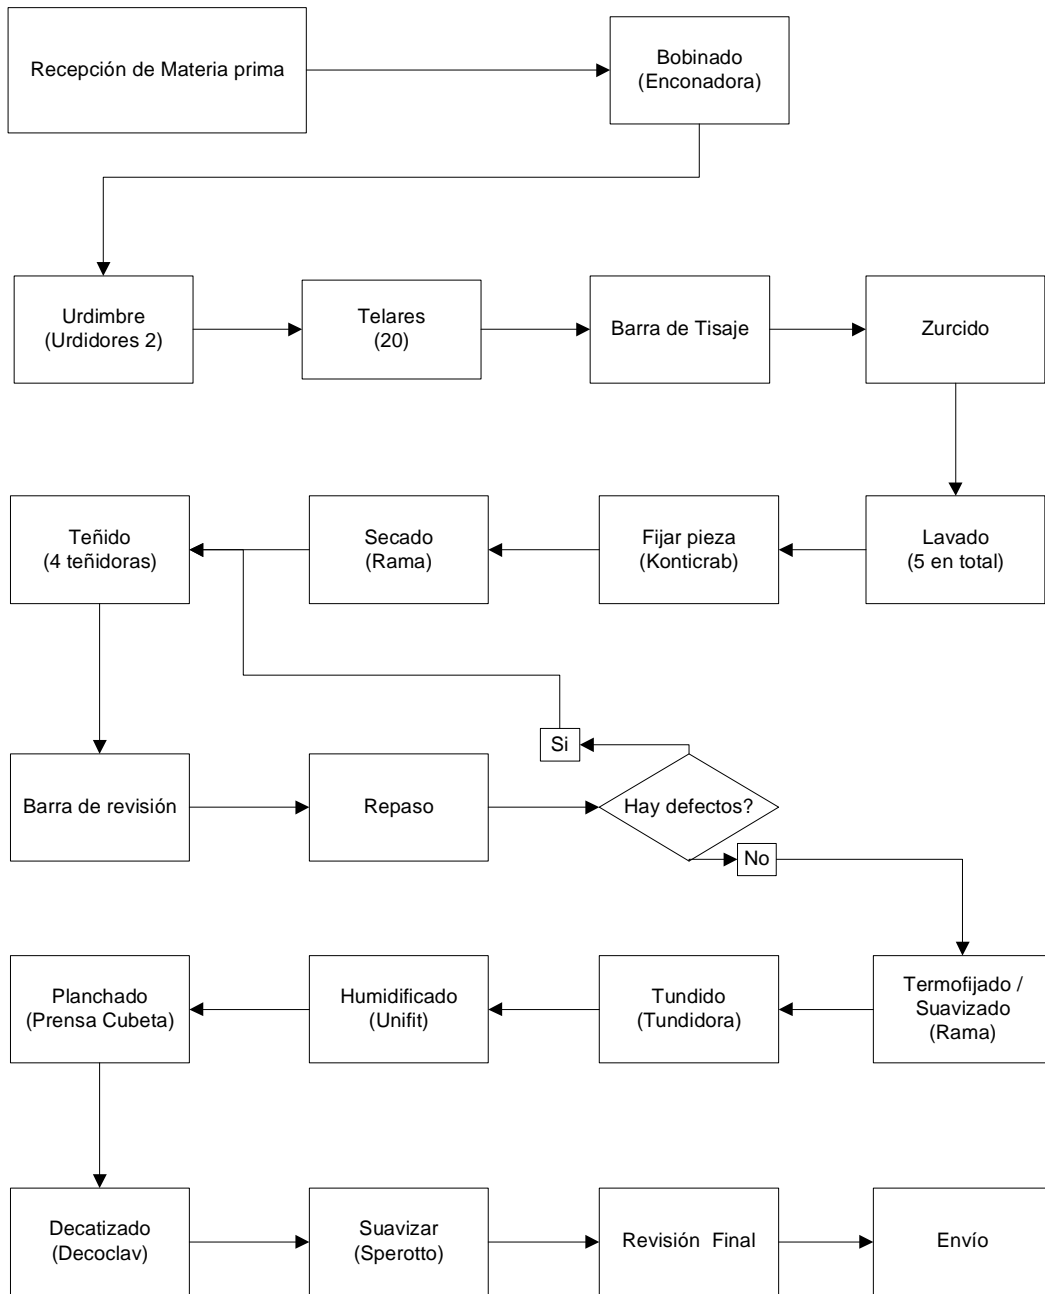 Recepción de Materia prima
Bobinado
(Enconadora)
Urdimbre
(Urdidores 2)
Telares
(20)
Barra de Tisaje
Zurcido
Teñido
(4 teñidoras)
Secado
(Rama)
Fijar pieza
(Konticrab)
Lavado
(5 en total)
Si
Barra de revisión
Repaso
Hay defectos?
No
Planchado
(Prensa Cubeta)
Humidificado
(Unifit)
Tundido
(Tundidora)
Termofijado /
Suavizado
(Rama)
Decatizado
(Decoclav)
Suavizar
(Sperotto)
Revisión Final
Envío